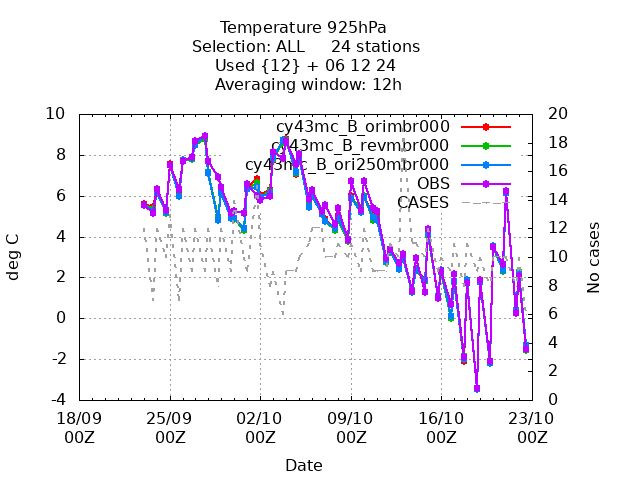 Temperature 925hPa
Selection: ALL 24 stations
Used {12} + 06 12 24
Averaging window: 12h
10
8
6
4
2
0
-2
-4
deg C
20
18
16
14
12
10
8
6
4
2
0
No cases
cy43mc_B_orimbr000
cy43mc_B_revmbr000
cy43mc_B_ori250mbr000
OBS
CASES
18/09 25/09 02/10 09/10 16/10 23/10
00Z 00Z 00Z 00Z 00Z 00Z
Date